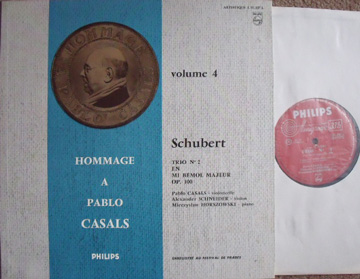 HOMMAGE
volume 4
Schubert
TRIO N° 2
EN
MI BEMOL MAJEUR
OP. 100
HOMMAGE
A
PABLO
CASALS
Pablo CASALS - violoncelle
Alexander SCHNEIDER - violon
Mieczyslaw HORSZOWSKI - piano
PHILIPS
PHILIPS